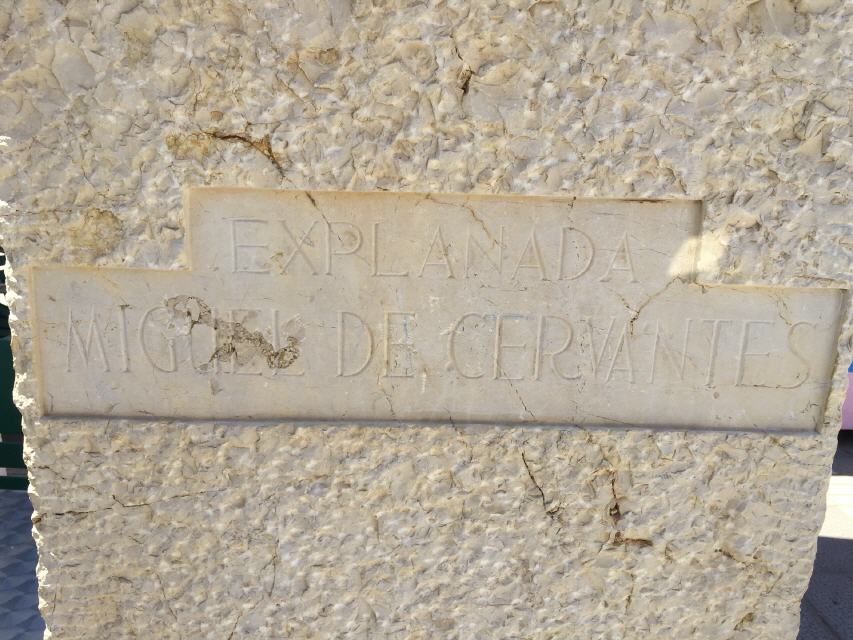 EXPLANADA
MIGUEL DE CERVANTES